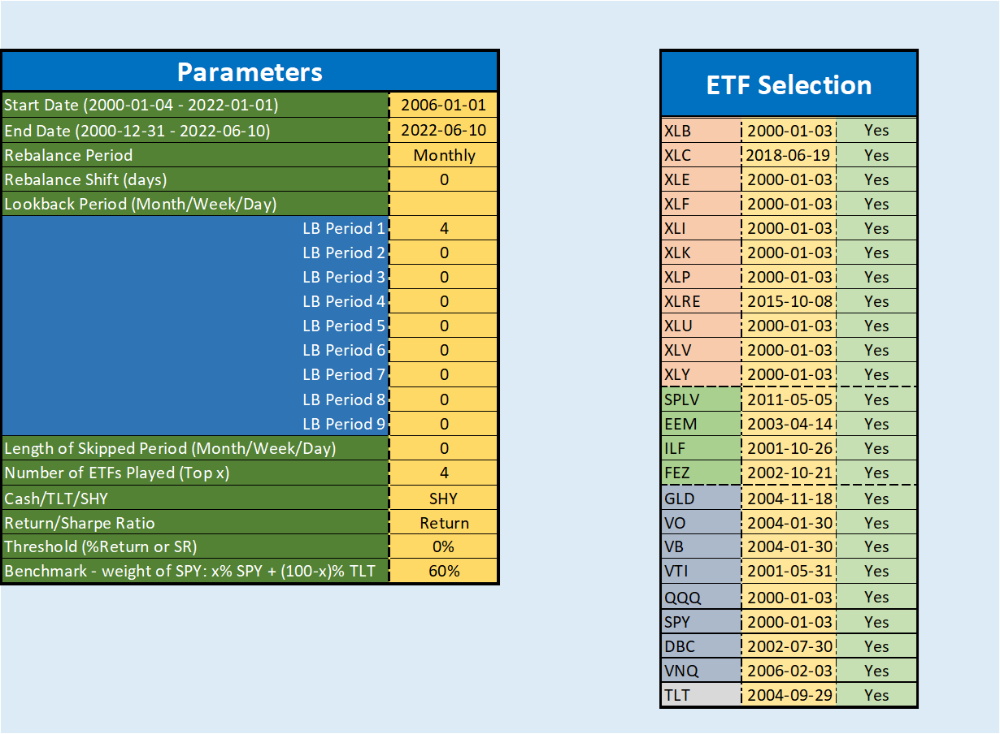 Parameters
Start Date (2000-01-04 - 2022-01-01) 2006-01-01
End Date (2000-12-31 - 2022-06-10) 2022-06-10
Rebalance Period Monthly
Rebalance Shift (days) 0
Lookback Period (Month/Week/Day)
LB Period 1 4
LB Period 2 0
LB Period 3 0
LB Period 4 0
LB Period 5 0
LB Period 6 0
LB Period 7 0
LB Period 8 0
LB Period 9 0
Length of Skipped Period (Month/Week/Day) 0
Number of ETFs Played (Top x) 4
Cash/TLT/SHY SHY
Return/Sharpe Ratio Return
Threshold (%Return or SR) 0%
Benchmark - weight of SPY: x% SPY + (100-x)% TLT 60%
ETF Selection
XLB 2000-01-03 Yes
XLC 2018-06-19 Yes
XLE 2000-01-03 Yes
XLF 2000-01-03 Yes
XLI 2000-01-03 Yes
XLK 2000-01-03 Yes
XLP 2000-01-03 Yes
XLRE 2015-10-08 Yes
XLU 2000-01-03 Yes
XLV 2000-01-03 Yes
XLY 2000-01-03 Yes
SPLV 2011-05-05 Yes
EEM 2003-04-14 Yes
ILF 2001-10-26 Yes
FEZ 2002-10-21 Yes
GLD 2004-11-18 Yes
VO 2004-01-30 Yes
VB 2004-01-30 Yes
VTI 2001-05-31 Yes
QQQ 2000-01-03 Yes
SPY 2000-01-03 Yes
DBC 2002-07-30 Yes
VNQ 2006-02-03 Yes
TLT 2004-09-29 Yes